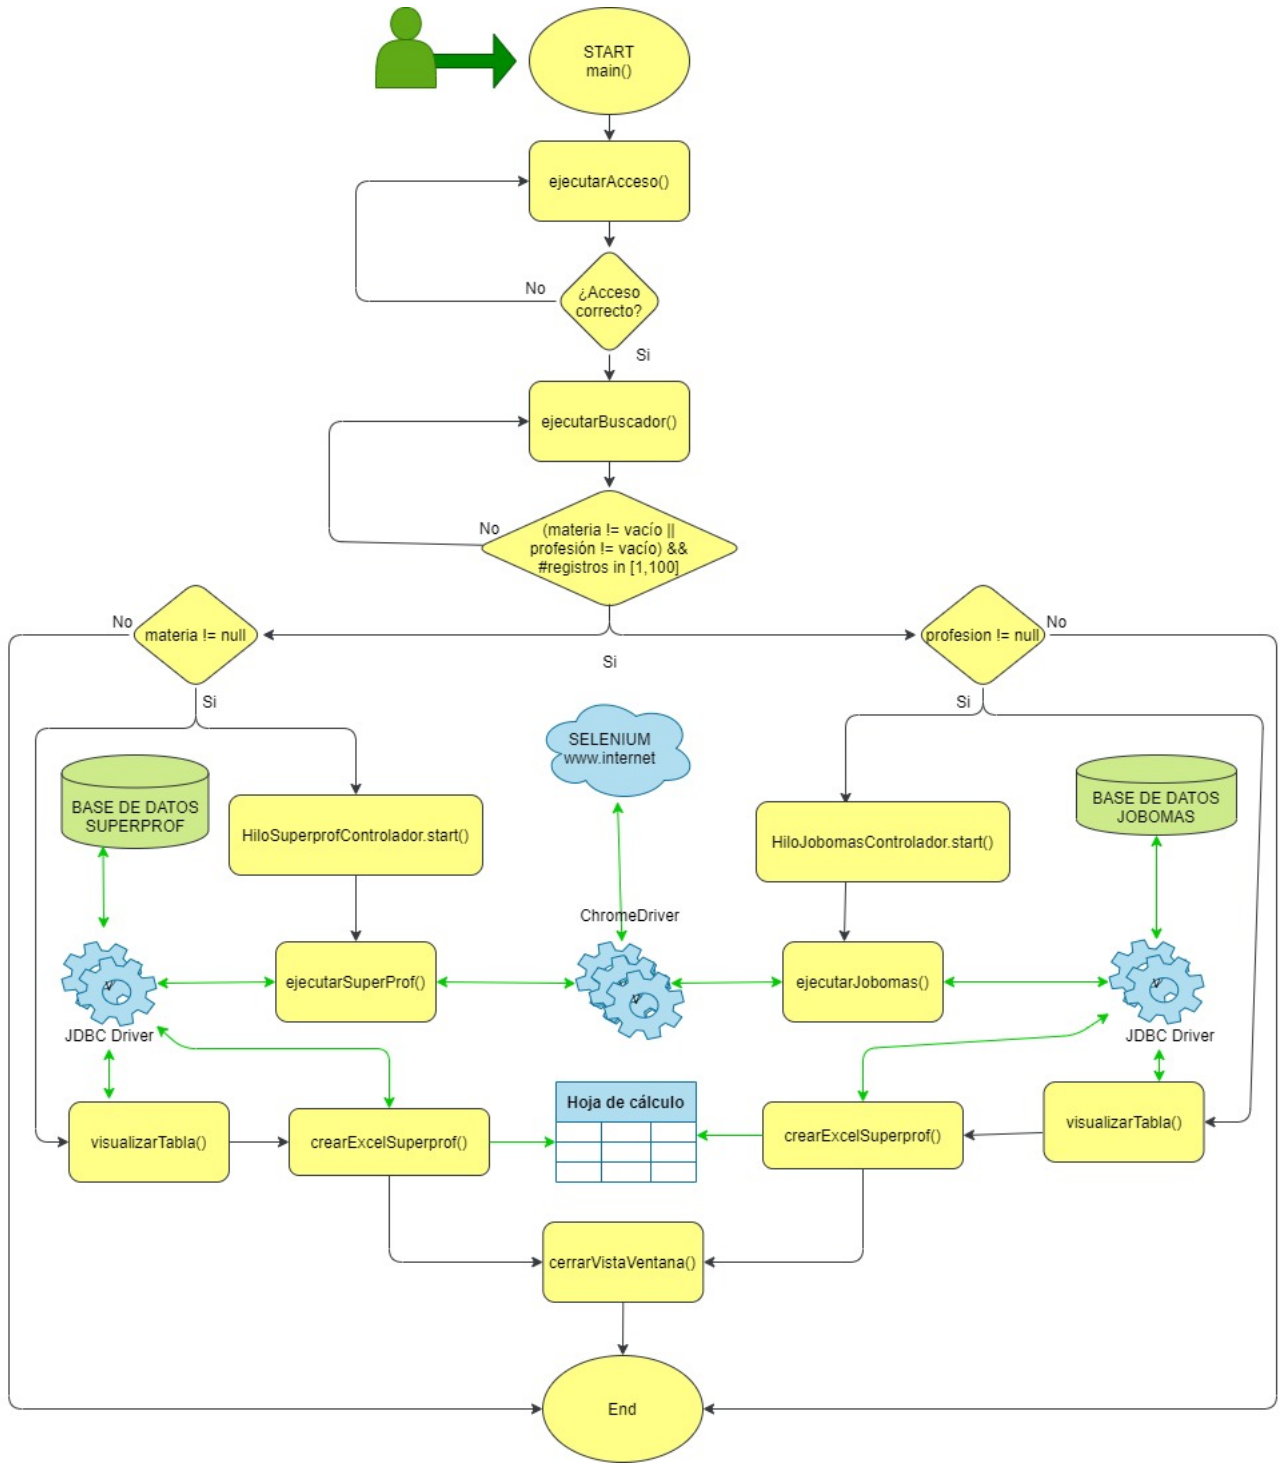 START
main()
ejecutarAcceso()
No
¿Acceso
correcto?
Si
ejecutarBuscador()
No
(materia != vacío ||
profesión != vacío) &&
#registros in [1,100]
No
materia != null
profesion != null
No
Si
Si
Si
SELENIUM
www.internet
BASE DE DATOS
SUPERPROF
HiloSuperprofControlador.start()
HiloJobomasControlador.start()
BASE DE DATOS
JOBOMAS
ChromeDriver
ejecutarSuperProf()
ejecutarJobomas()
JDBC Driver
JDBC Driver
Hoja de cálculo
visualizarTabla()
crearExcelSuperprof()
crearExcelSuperprof()
visualizarTabla()
cerrarVistaVentana()
End